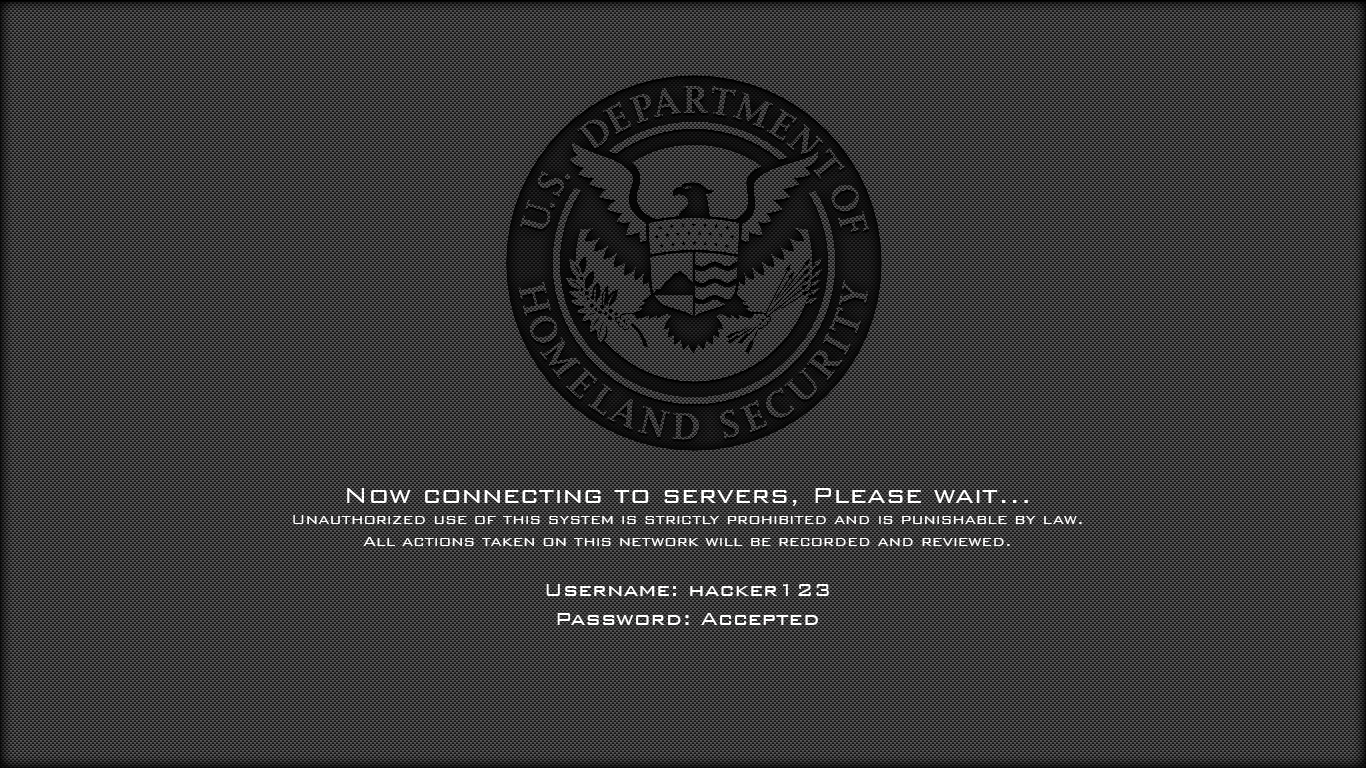 U.S. DEPARTMENT OF
HOMELAND SECURITY
Now connecting to servers, Please wait...
Unauthorized use of this system is strictly prohibited and is punishable by law.
All actions taken on this network will be recorded and reviewed.
Username: hacker123
Password: Accepted